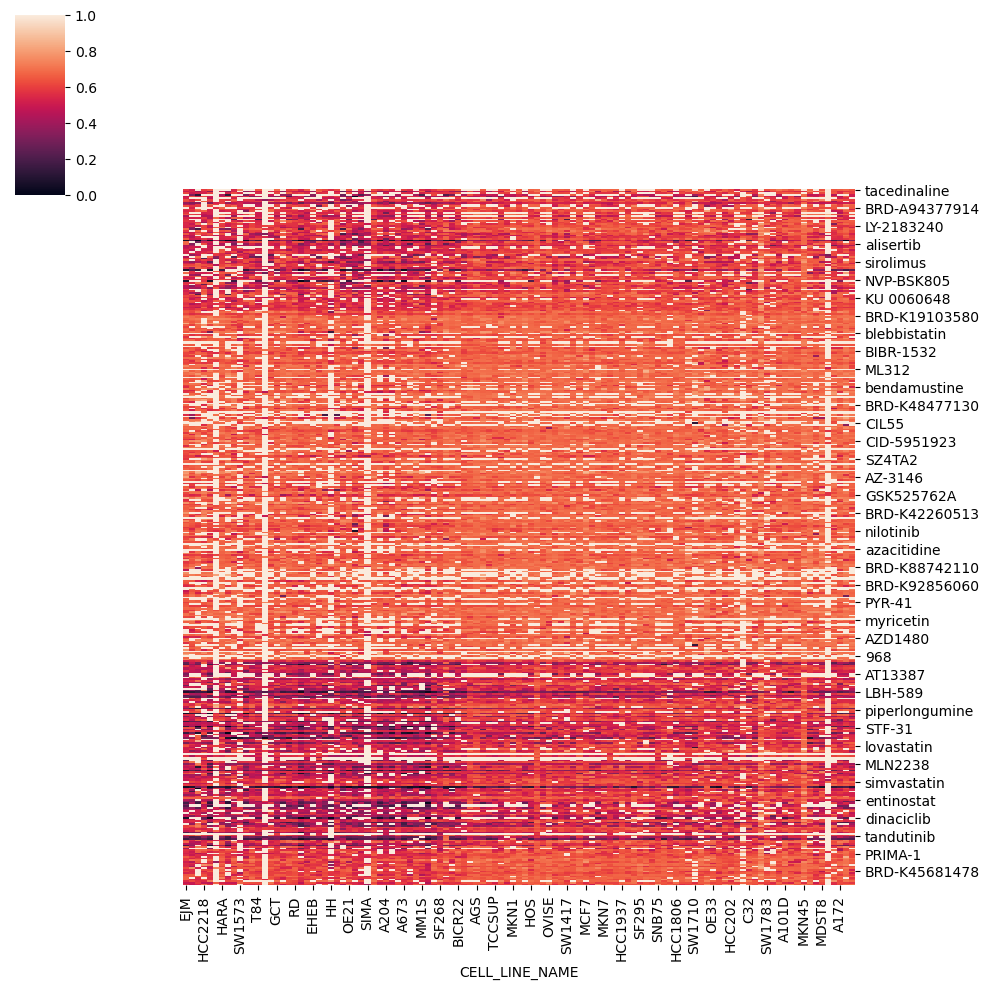 1.0
0.8
0.6
0.4
0.2
0.0
tacedinaline
BRD-A94377914
LY-2183240
alisertib
sirolimus
NVP-BSK805
KU 0060648
BRD-K19103580
blebbistatin
BIBR-1532
ML312
bendamustine
BRD-K48477130
CIL55
CID-5951923
SZ4TA2
AZ-3146
GSK525762A
BRD-K42260513
nilotinib
azacitidine
BRD-K88742110
BRD-K92856060
PYR-41
myricetin
AZD1480
968
AT13387
LBH-589
piperlongumine
STF-31
lovastatin
MLN2238
simvastatin
entinostat
dinaciclib
tandutinib
PRIMA-1
BRD-K45681478
EJM
HCC2218
HARA
SW1573
T84
GCT
RD
EHEB
HH
OE21
SIMA
A204
A673
MM1S
SF268
BICR22
AGS
TCCSUP
MKN1
HOS
OVISE
SW1417
MCF7
MKN7
HCC1937
SF295
SNB75
HCC1806
SW1710
OE33
HCC202
C32
SW1783
A101D
MKN45
MDST8
A172
CELL_LINE_NAME